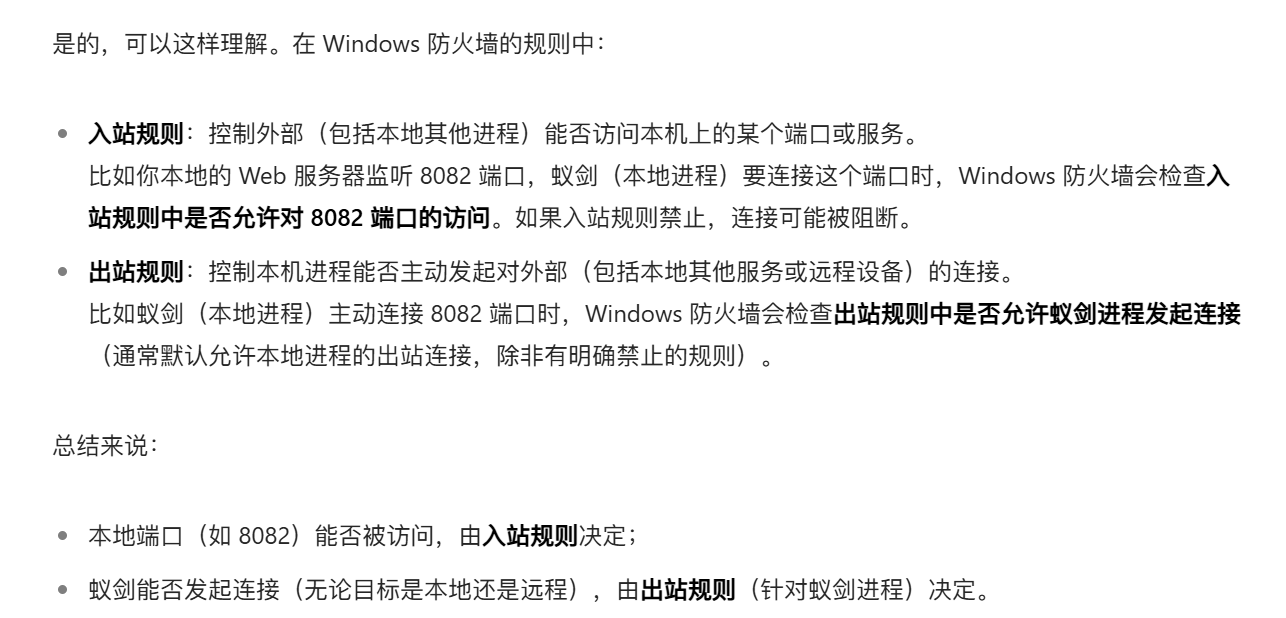 是的，可以这样理解。在 Windows 防火墙的规则中：
入站规则：控制外部（包括本地其他进程）能否访问本机上的某个端口或服务。
比如你本地的 Web 服务器监听 8082 端口，蚁剑（本地进程）要连接这个端口时，Windows 防火墙会检查入
站规则中是否允许对 8082 端口的访问。如果入站规则禁止，连接可能被阻断。
出站规则：控制本机进程能否主动发起对外部（包括本地其他服务或远程设备）的连接。
比如蚁剑（本地进程）主动连接 8082 端口时，Windows 防火墙会检查出站规则中是否允许蚁剑进程发起连接
（通常默认允许本地进程的出站连接，除非有明确禁止的规则）。
总结来说：
本地端口（如 8082）能否被访问，由入站规则决定；
蚁剑能否发起连接（无论目标是本地还是远程），由出站规则（针对蚁剑进程）决定。